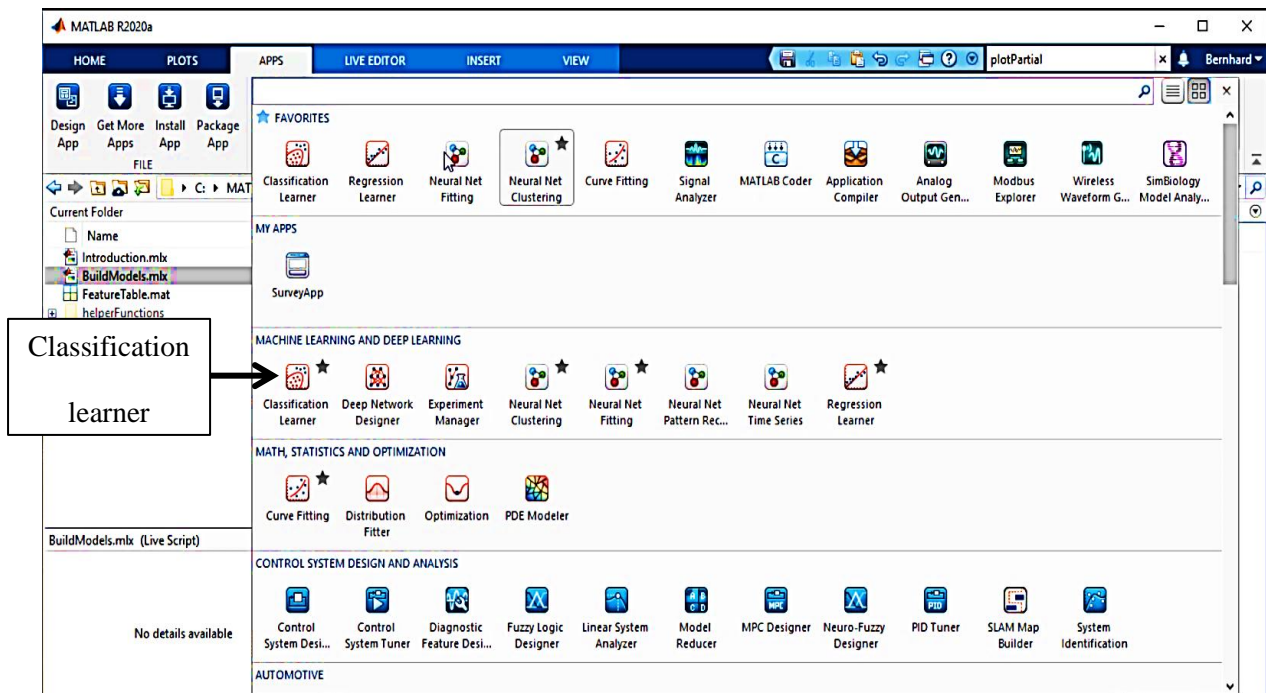 MATLAB R2020a
HOME PLOTS APPS LIVE EDITOR INSERT VIEW plotPartial Bernhard
Design App
Get More Apps
Install App
Package App
FILE
C: MAT
Current Folder
Name
Introduction.mlx
BuildModels.mlx
FeatureTable.mat
helperFunctions
Classification
learner
BuildModels.mlx (Live Script)
No details available
FAVORITES
Classification Learner
Regression Learner
Neural Net Fitting
Neural Net Clustering
Curve Fitting
Signal Analyzer
MATLAB Coder
Application Compiler
Analog Output Gen...
Modbus Explorer
Wireless Waveform G...
SimBiology Model Analy...
MY APPS
SurveyApp
MACHINE LEARNING AND DEEP LEARNING
Classification Learner
Deep Network Designer
Experiment Manager
Neural Net Clustering
Neural Net Fitting
Neural Net Pattern Rec...
Neural Net Time Series
Regression Learner
MATH, STATISTICS AND OPTIMIZATION
Curve Fitting
Distribution Fitter
Optimization
PDE Modeler
CONTROL SYSTEM DESIGN AND ANALYSIS
Control System Desi...
Control System Tuner
Diagnostic Feature Desi...
Fuzzy Logic Designer
Linear System Analyzer
Model Reducer
MPC Designer
Neuro-Fuzzy Designer
PID Tuner
SLAM Map Builder
System Identification
AUTOMOTIVE